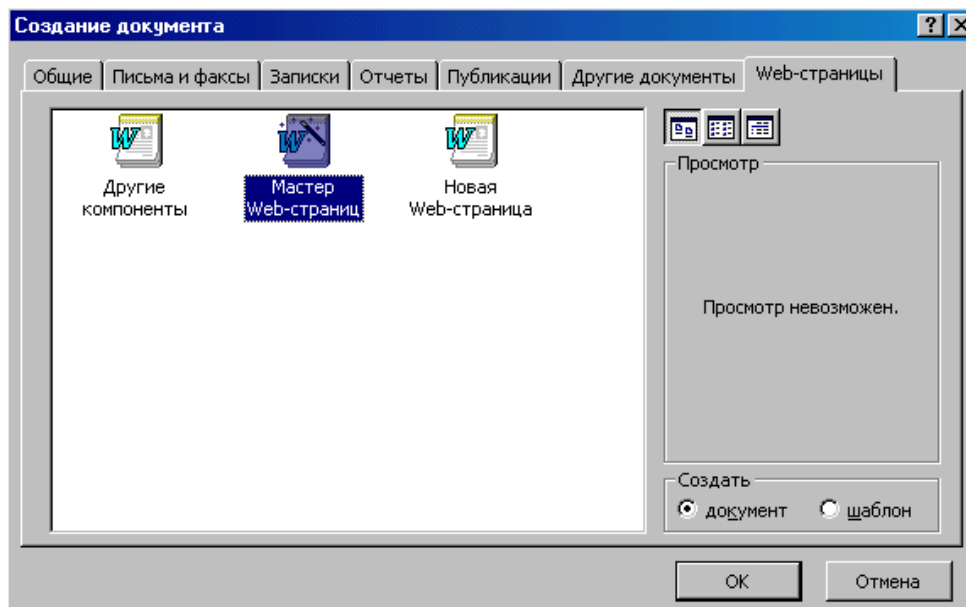 Создание документа
Общие
Письма и факсы
Записки
Отчеты
Публикации
Другие документы
Web-страницы
Другие
компоненты
Мастер
Web-страниц
Новая
Web-страница
Просмотр
Просмотр невозможен.
Создать
документ
шаблон
OK
Отмена